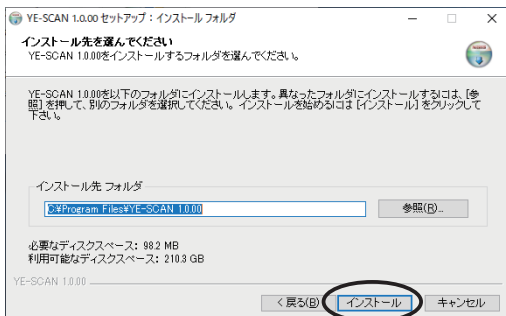 YE-SCAN 1.0.00 セットアップ：インストール フォルダ
インストール先を選んでください
YE-SCAN 1.0.00をインストールするフォルダを選んでください。
YE-SCAN 1.0.00を以下のフォルダにインストールします。異なったフォルダにインストールするには、[参
照] を押して、別のフォルダを選択してください。インストールを始めるには [インストール] をクリックして
下さい。
インストール先 フォルダ
C:¥Program Files¥YE-SCAN 1.0.00
参照(R)...
必要なディスクスペース: 98.2 MB
利用可能なディスクスペース: 210.3 GB
YE-SCAN 1.0.00
< 戻る(B)
インストール
キャンセル